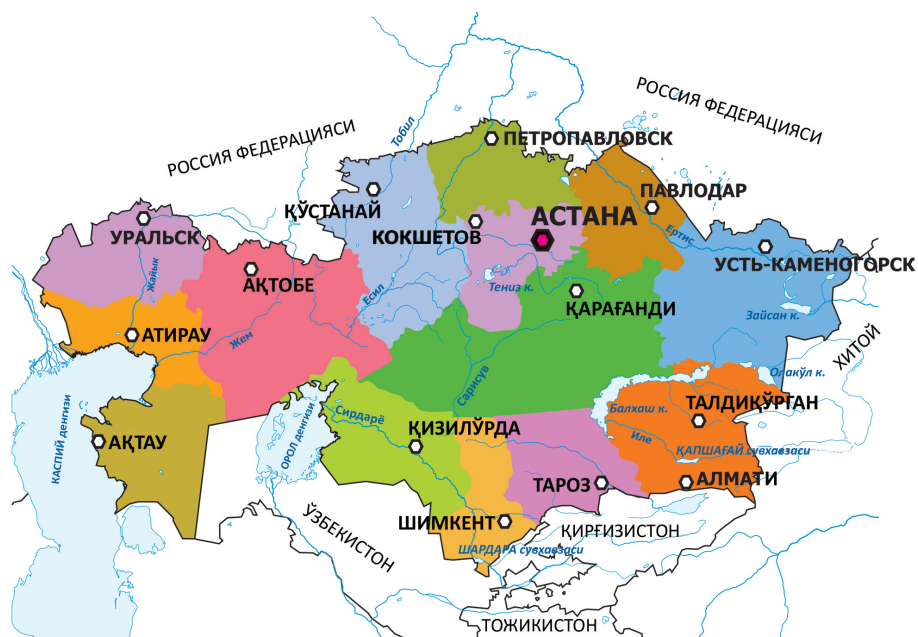 РОССИЯ ФЕДЕРАЦИЯСИ
РОССИЯ ФЕДЕРАЦИЯСИ
Тобил
ПЕТРОПАВЛОВСК
ПАВЛОДАР
ҚЎСТАНАЙ
АСТАНА
КОКШЕТОВ
УРАЛЬСК
Ертис
УСТЬ-КАМЕНОГОРСК
Жайык
АҚТОБЕ
Есил
Тениз к.
ҚАРАҒАНДИ
Зайсан к.
АТИРАУ
Жем
ХИТОЙ
Олакўл к.
Сарисув
Балхаш к.
ТАЛДИҚЎРҒАН
КАСПИЙ денгизи
ОРОЛ денгизи
Сирдарё
ҚИЗИЛЎРДА
Иле
АҚТАУ
ҚАПШАҒАЙ сувхавзаси
ТАРОЗ
АЛМАТИ
ЎЗБЕКИСТОН
ШИМКЕНТ
ҚИРҒИЗИСТОН
ШАРДАРА сувхавзаси
ТОЖИКИСТОН